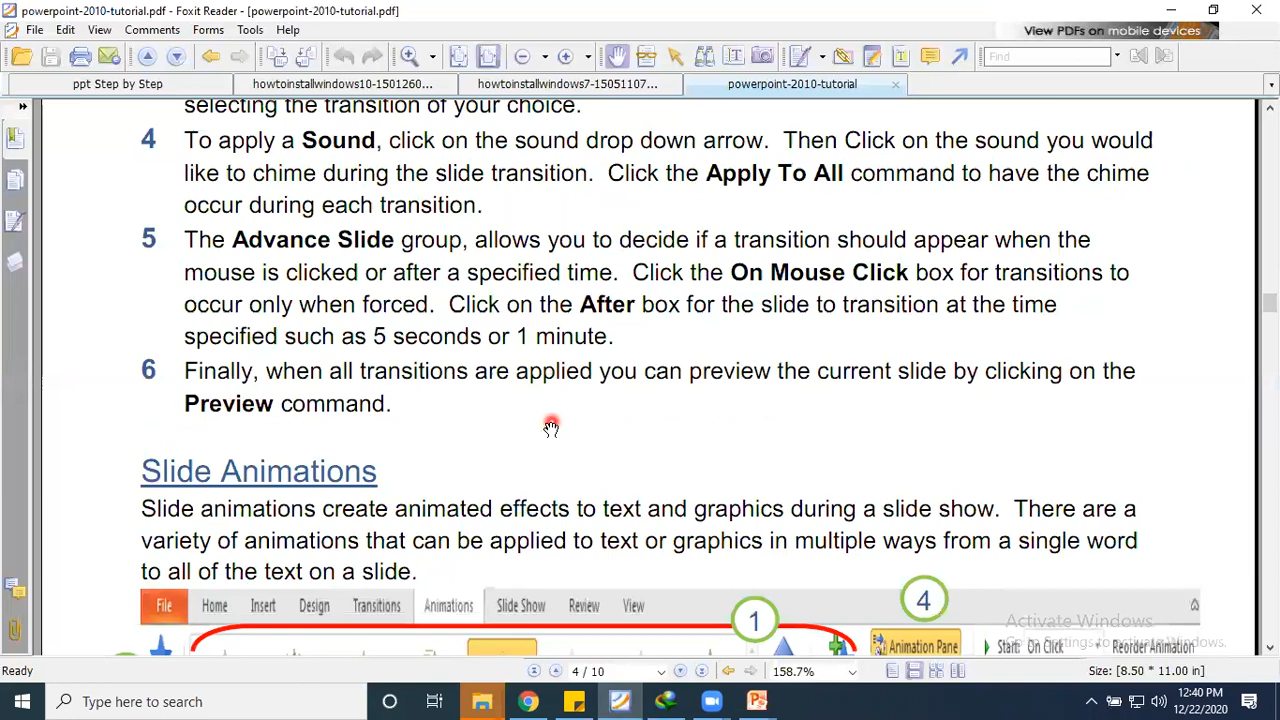 powerpoint-2010-tutorial.pdf - Foxit Reader - [powerpoint-2010-tutorial.pdf]
File Edit View Comments Forms Tools Help
View PDFs on mobile devices
Find
ppt Step by Step
howtoinstallwindows10-1501260...
howtoinstallwindows7-15051107...
powerpoint-2010-tutorial
selecting the transition of your choice.
4 To apply a Sound, click on the sound drop down arrow. Then Click on the sound you would
like to chime during the slide transition. Click the Apply To All command to have the chime
occur during each transition.
5 The Advance Slide group, allows you to decide if a transition should appear when the
mouse is clicked or after a specified time. Click the On Mouse Click box for transitions to
occur only when forced. Click on the After box for the slide to transition at the time
specified such as 5 seconds or 1 minute.
6 Finally, when all transitions are applied you can preview the current slide by clicking on the
Preview command.
Slide Animations
Slide animations create animated effects to text and graphics during a slide show. There are a
variety of animations that can be applied to text or graphics in multiple ways from a single word
to all of the text on a slide.
File Home Insert Design Transitions Animations Slide Show Review View
1
4
Animation Pane
Start: On Click
Reorder Animation
Activate Windows
Go to Settings to activate Windows.
Ready
4 / 10
158.7%
Size: [8.50 * 11.00 in]
Type here to search
12:40 PM
12/22/2020